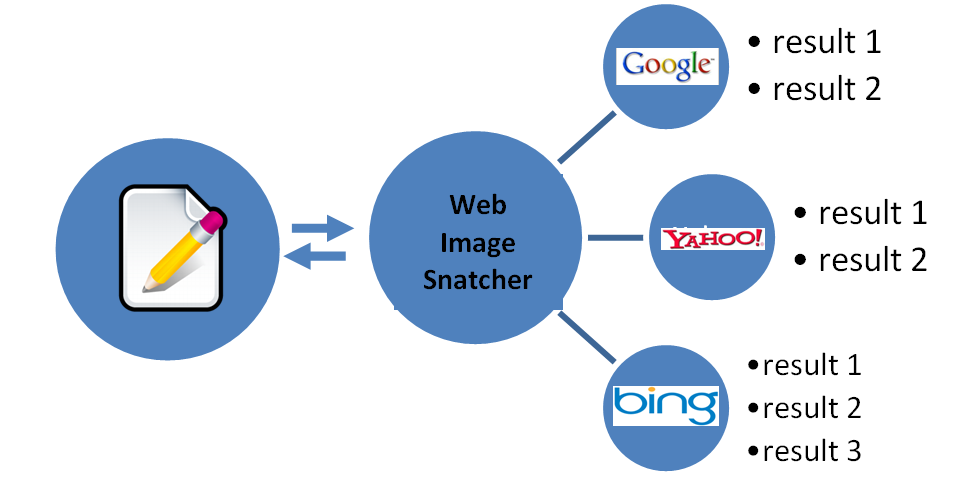 Google™
• result 1
• result 2
Web
Image
Snatcher
YAHOO!
• result 1
• result 2
bing
•result 1
•result 2
•result 3